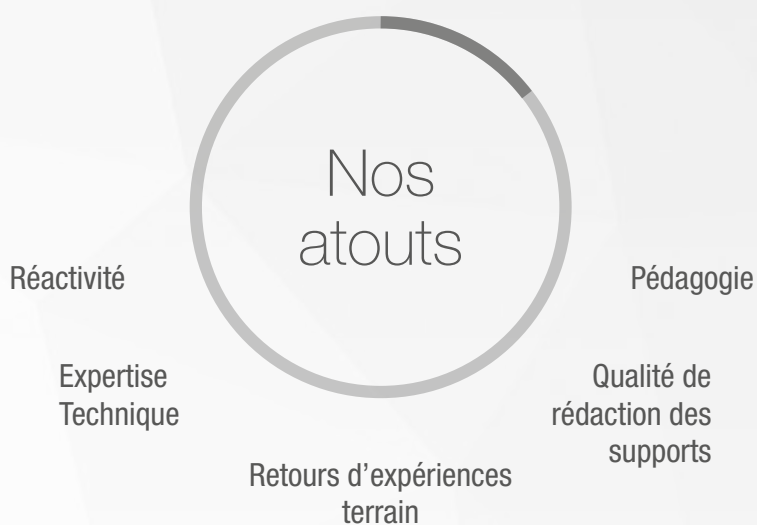 Nos
atouts
Réactivité
Pédagogie
Expertise
Technique
Qualité de
rédaction des
supports
Retours d’expériences
terrain